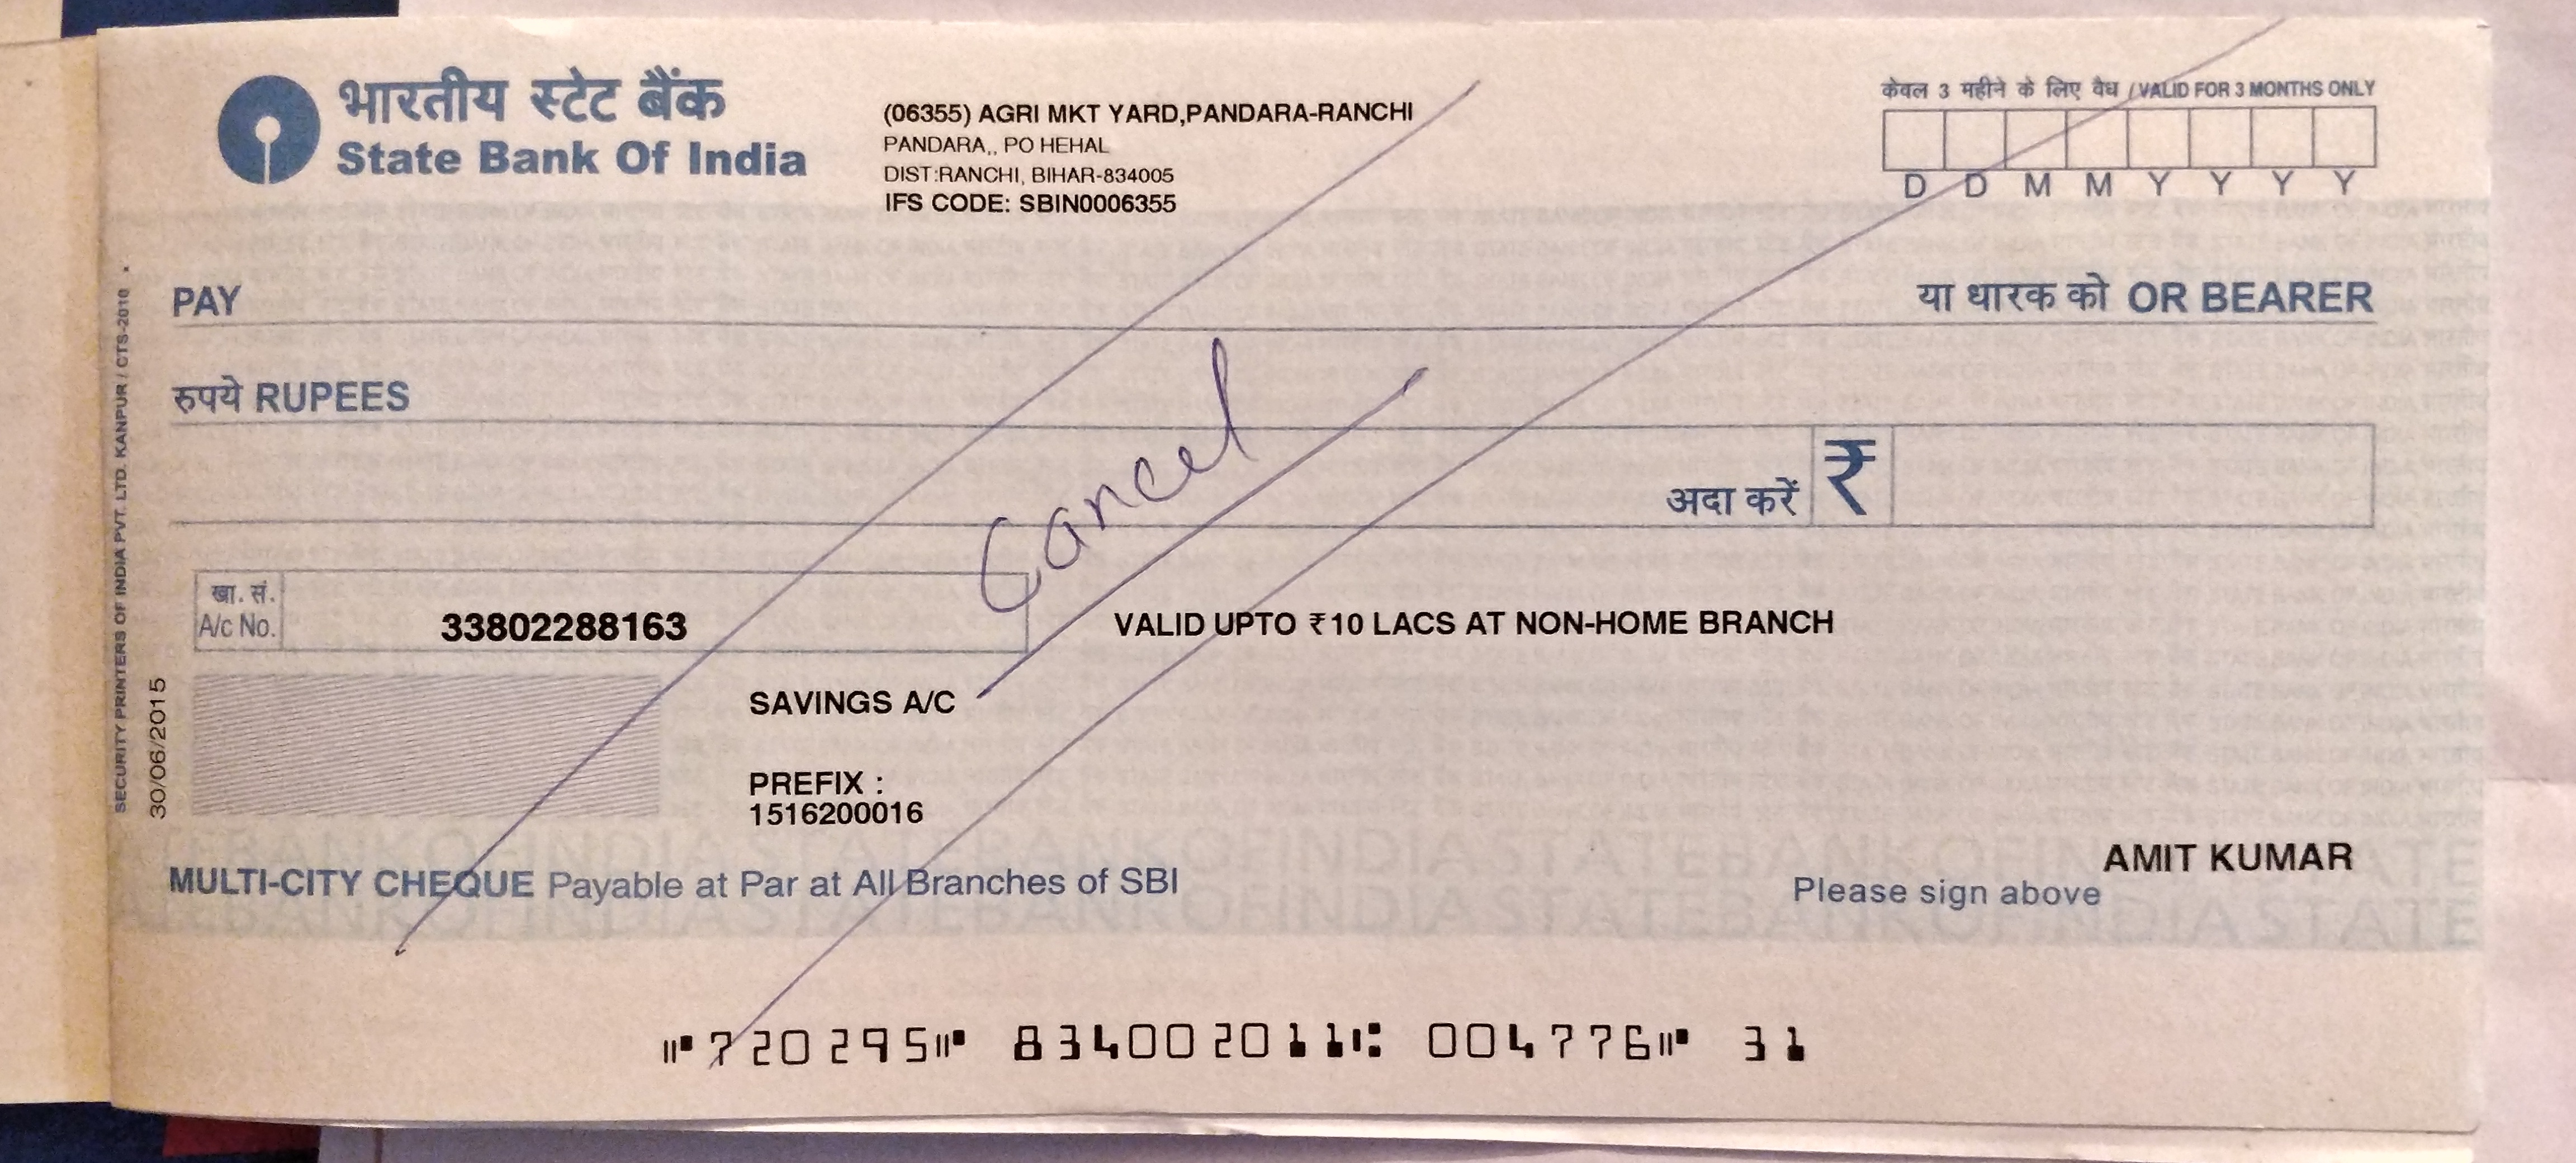 भारतीय स्टेट बैंक
State Bank Of India
(06355) AGRI MKT YARD,PANDARA-RANCHI
PANDARA,, PO HEHAL
DIST:RANCHI, BIHAR-834005
IFS CODE: SBIN0006355
केवल 3 महीने के लिए वैध / VALID FOR 3 MONTHS ONLY
D D M M Y Y Y Y
PAY
या धारक को OR BEARER
रुपये RUPEES
अदा करें ₹
Cancel
खा. सं.
A/c No.
33802288163
VALID UPTO ₹10 LACS AT NON-HOME BRANCH
SAVINGS A/C
PREFIX :
1516200016
MULTI-CITY CHEQUE Payable at Par at All Branches of SBI
AMIT KUMAR
Please sign above
SECURITY PRINTERS OF INDIA PVT. LTD. KANPUR / CTS-2010
30/06/2015
⑈720295⑈ 834002011⑆ 004776⑈ 31